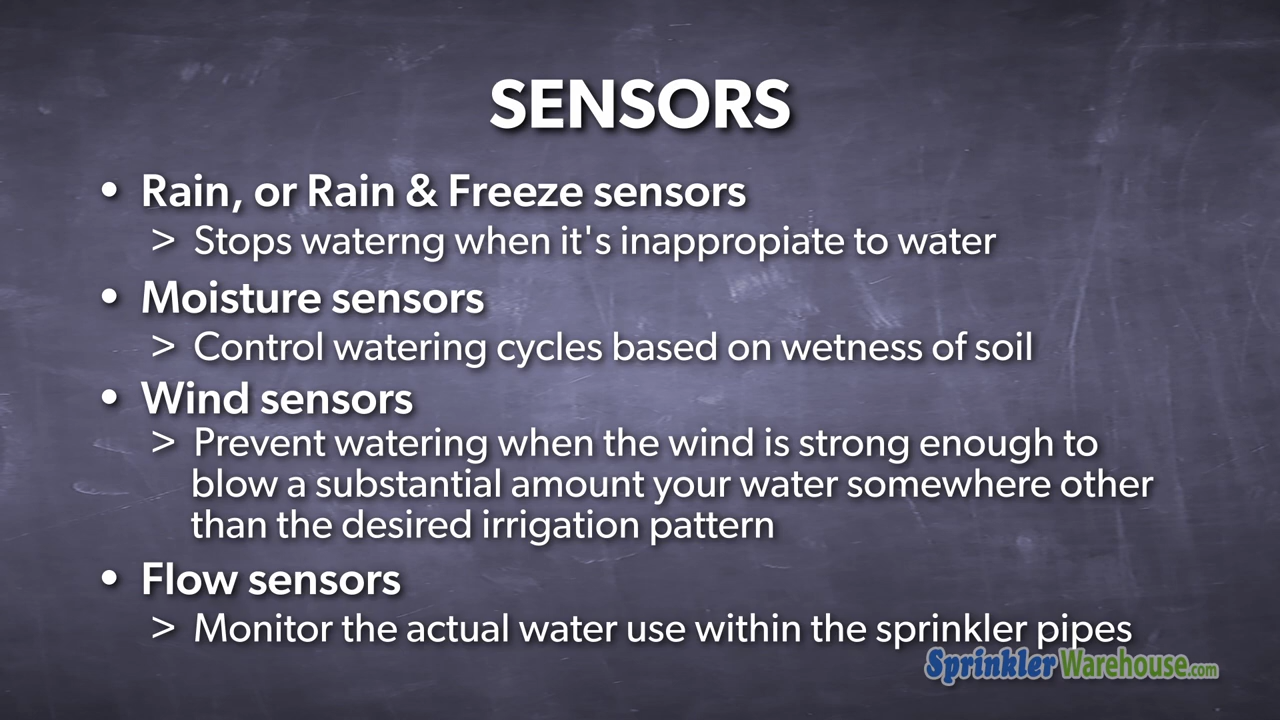 SENSORS
• Rain, or Rain & Freeze sensors
> Stops waterng when it's inappropiate to water
• Moisture sensors
> Control watering cycles based on wetness of soil
• Wind sensors
> Prevent watering when the wind is strong enough to
blow a substantial amount your water somewhere other
than the desired irrigation pattern
• Flow sensors
> Monitor the actual water use within the sprinkler pipes
SprinklerWarehouse.com